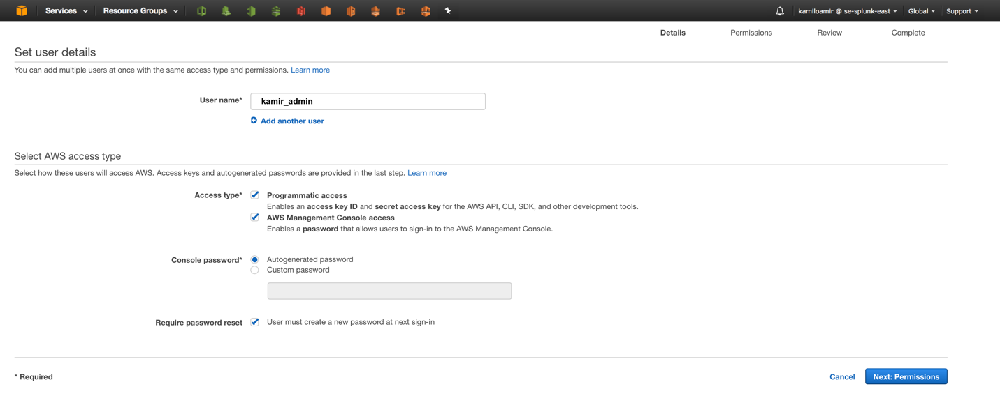 Services Resource Groups kamiloamir @ se-splunk-east Global Support
Details Permissions Review Complete
Set user details
You can add multiple users at once with the same access type and permissions. Learn more
User name* kamir_admin
Add another user
Select AWS access type
Select how these users will access AWS. Access keys and autogenerated passwords are provided in the last step. Learn more
Access type* Programmatic access
Enables an access key ID and secret access key for the AWS API, CLI, SDK, and other development tools.
AWS Management Console access
Enables a password that allows users to sign-in to the AWS Management Console.
Console password* Autogenerated password
Custom password
Require password reset User must create a new password at next sign-in
* Required Cancel Next: Permissions